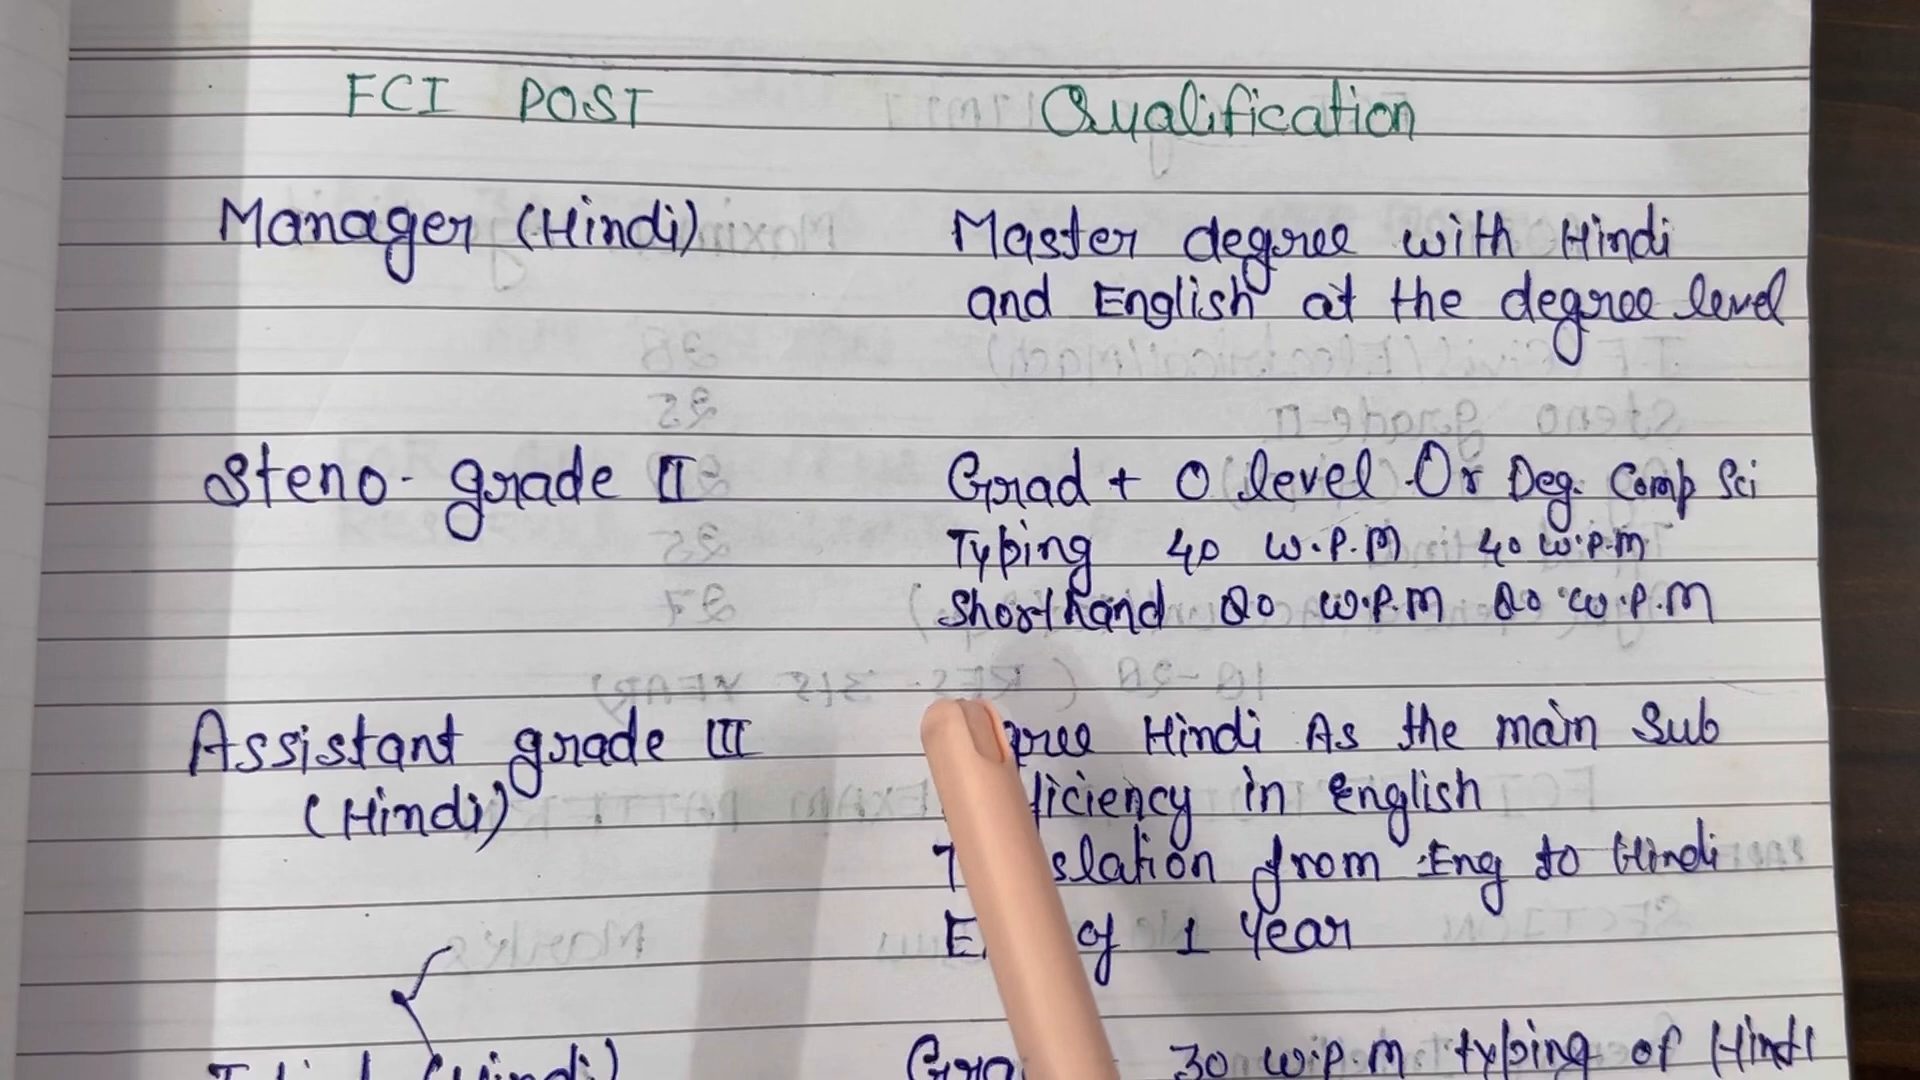 FCI POST Qualification
Manager (Hindi) Master degree with Hindi
and English at the degree level
Steno grade II Grad + O level Or Deg. Comp Sci
Typing 40 W.P.M 40 W.P.M
Shorthand 80 W.P.M 80 W.P.M
Assistant grade III Hindi As the main Sub
(Hindi) in English
from Eng to Hindi
of 1 Year
(Hindi) 30 W.P.M typing of Hindi